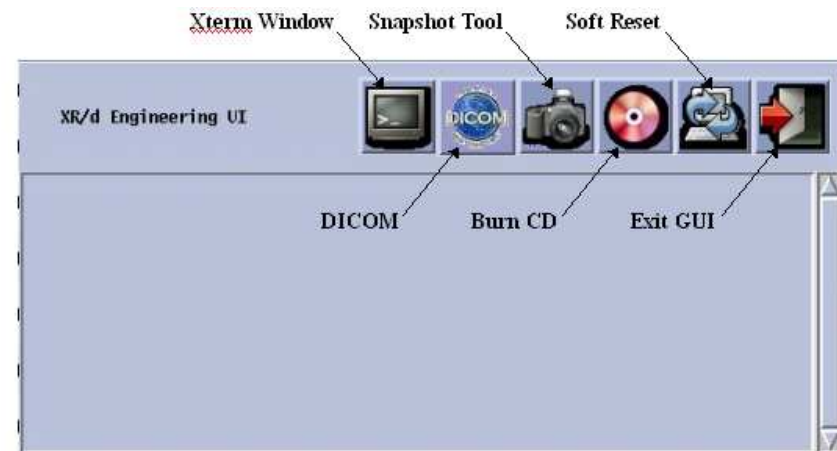 Xterm Window Snapshot Tool Soft Reset
XR/d Engineering UI
>_ DICOM
DICOM Burn CD Exit GUI